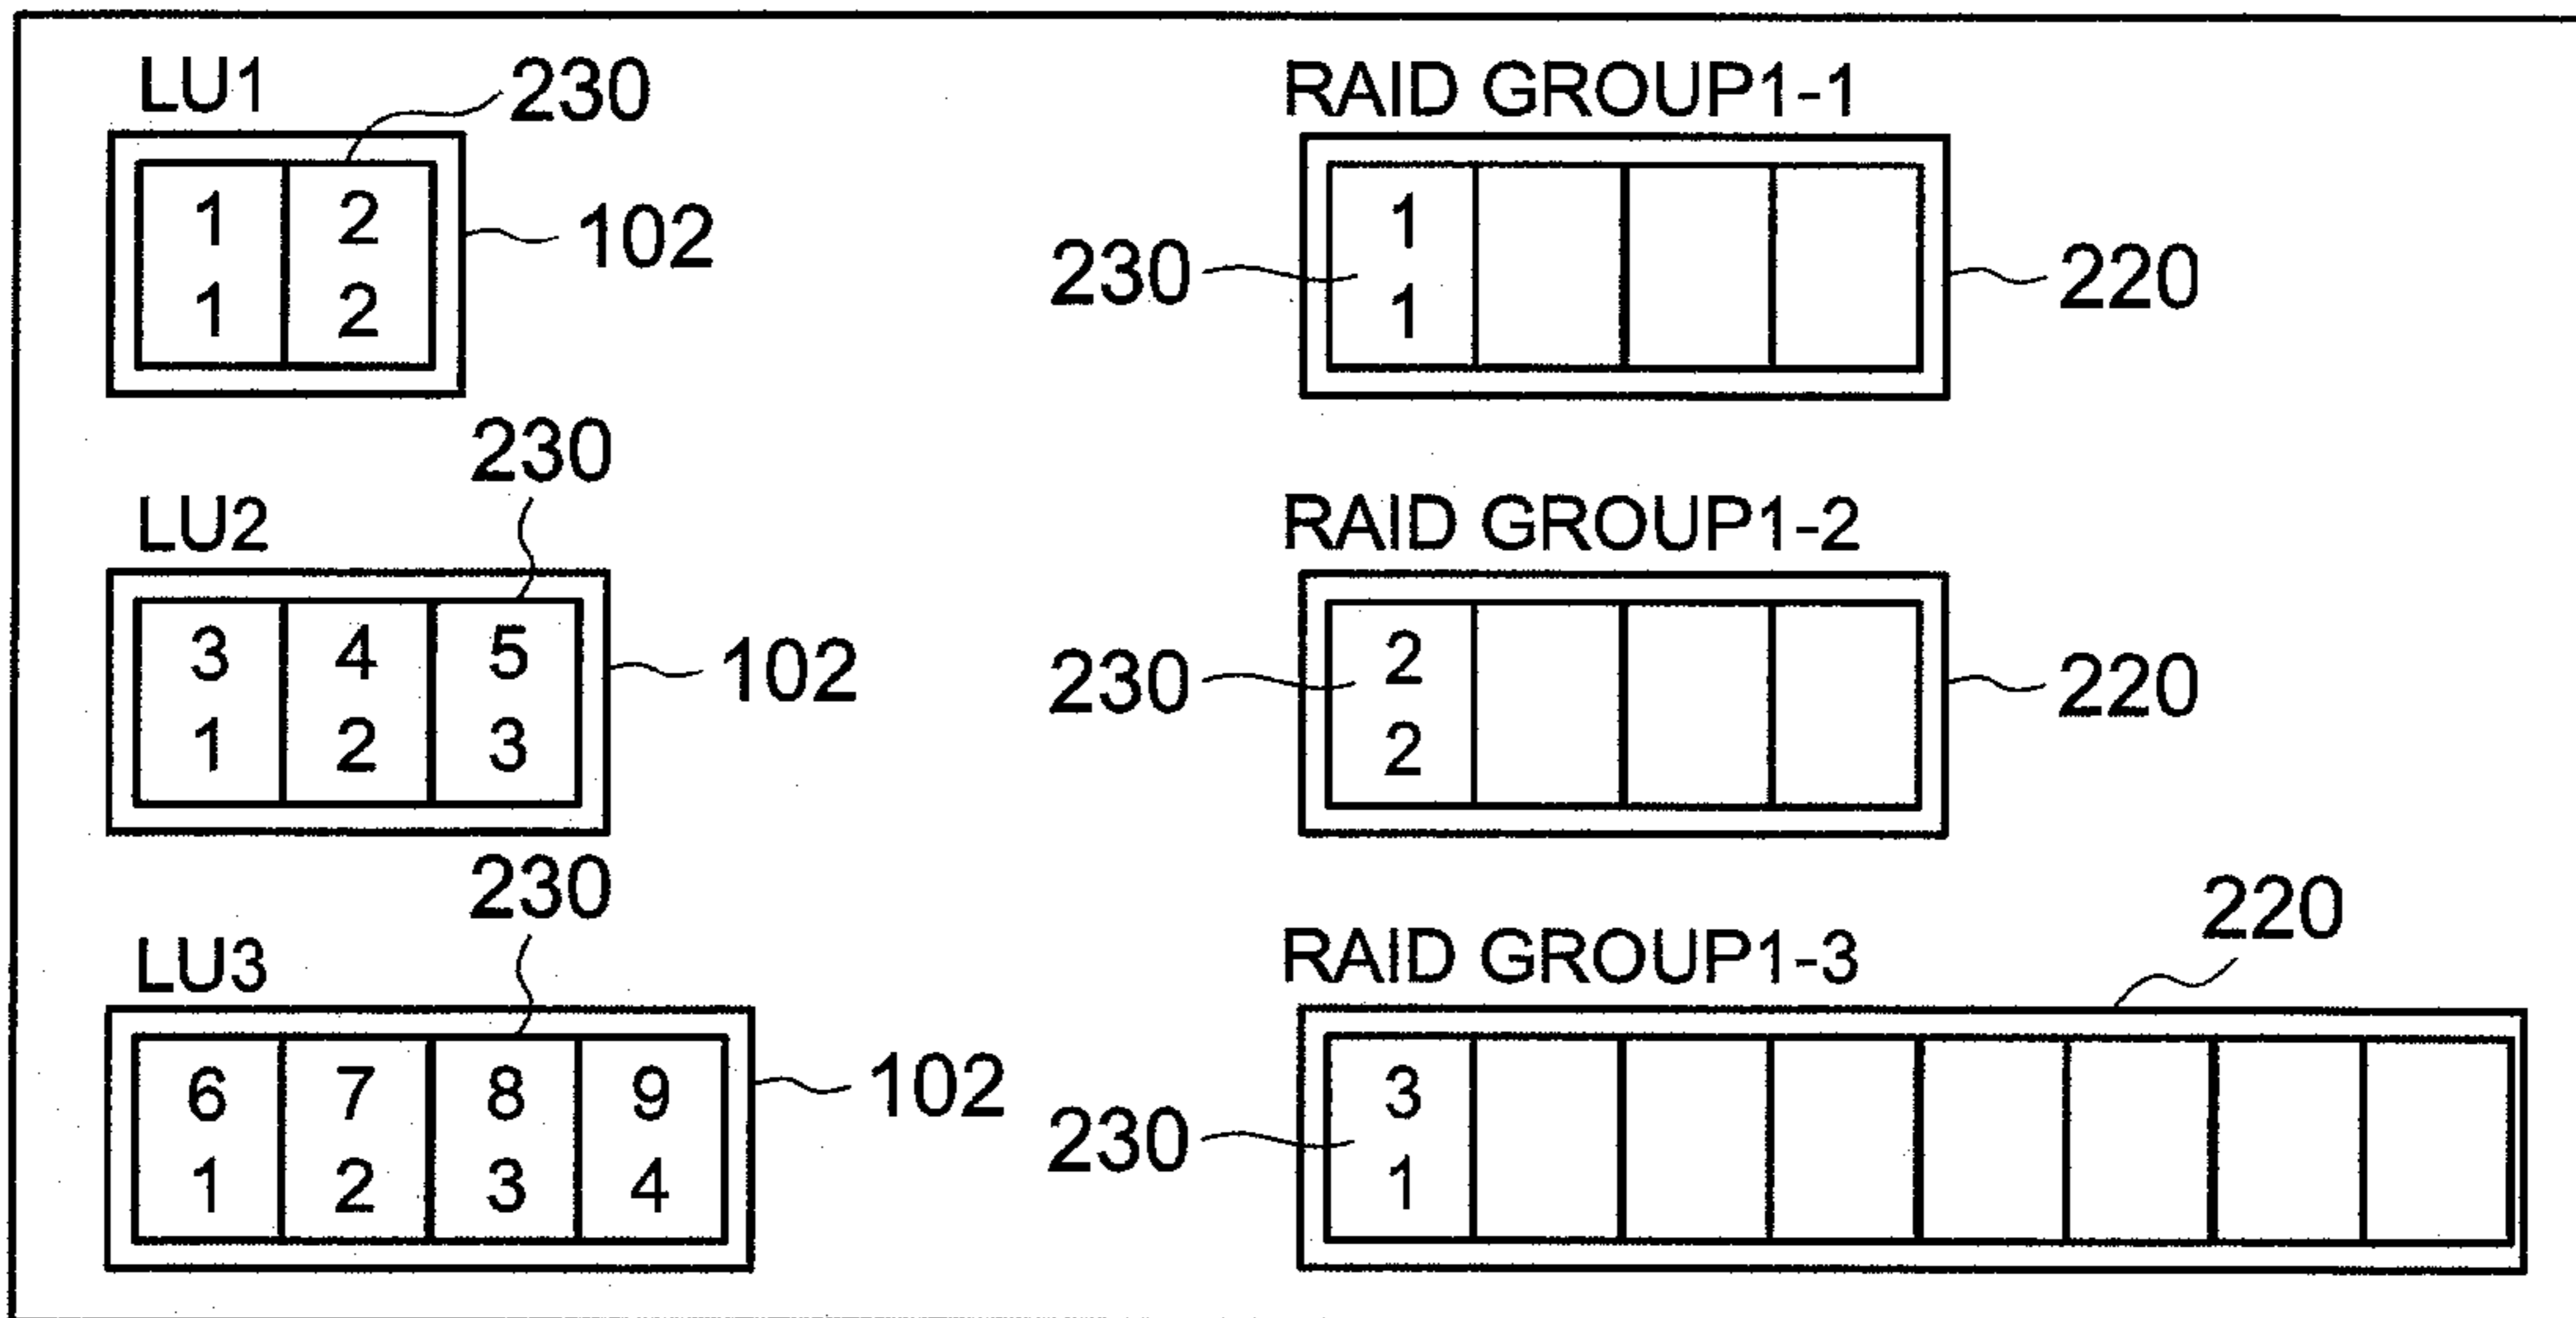 LU1
230
1 2
102
1 2
LU2
230
3 4 5
102
1 2 3
LU3
230
6 7 8 9
102
1 2 3 4
RAID GROUP1-1
1
230
220
1
RAID GROUP1-2
2
230
220
2
RAID GROUP1-3
220
3
230
1